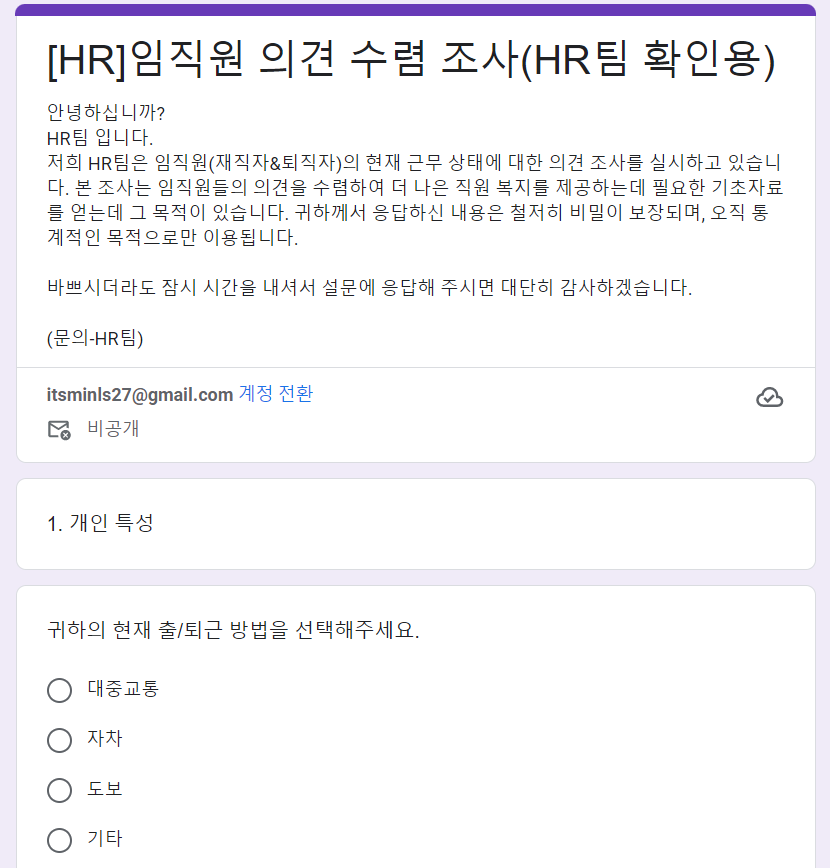 [HR]임직원 의견 수렴 조사(HR팀 확인용)
안녕하십니까?
HR팀 입니다.
저희 HR팀은 임직원(재직자&퇴직자)의 현재 근무 상태에 대한 의견 조사를 실시하고 있습니
다. 본 조사는 임직원들의 의견을 수렴하여 더 나은 직원 복지를 제공하는데 필요한 기초자료
를 얻는데 그 목적이 있습니다. 귀하께서 응답하신 내용은 철저히 비밀이 보장되며, 오직 통
계적인 목적으로만 이용됩니다.
바쁘시더라도 잠시 시간을 내셔서 설문에 응답해 주시면 대단히 감사하겠습니다.
(문의-HR팀)
itsminls27@gmail.com 계정 전환
비공개
1. 개인 특성
귀하의 현재 출/퇴근 방법을 선택해주세요.
대중교통
자차
도보
기타